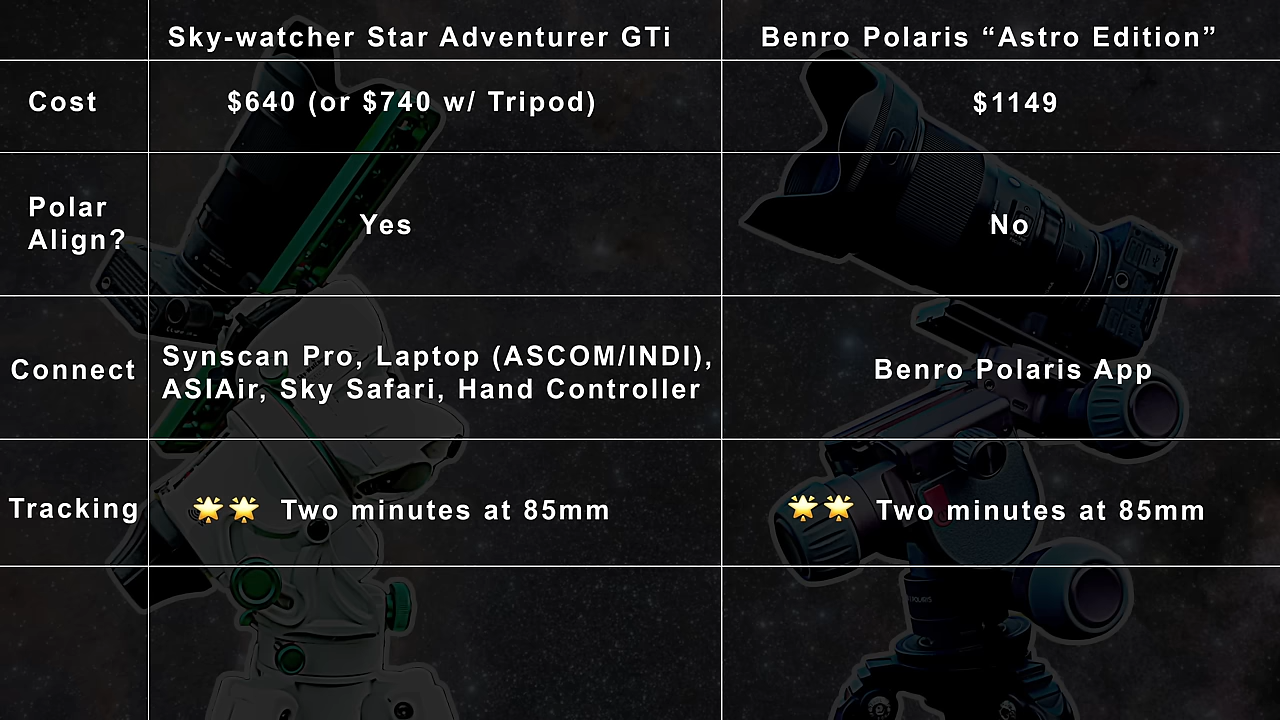 Sky-watcher Star Adventurer GTi
Benro Polaris “Astro Edition”
Cost
$640 (or $740 w/ Tripod)
$1149
Polar
Align?
Yes
No
Connect
Synscan Pro, Laptop (ASCOM/INDI),
ASIAir, Sky Safari, Hand Controller
Benro Polaris App
Tracking
🌟🌟 Two minutes at 85mm
🌟🌟 Two minutes at 85mm